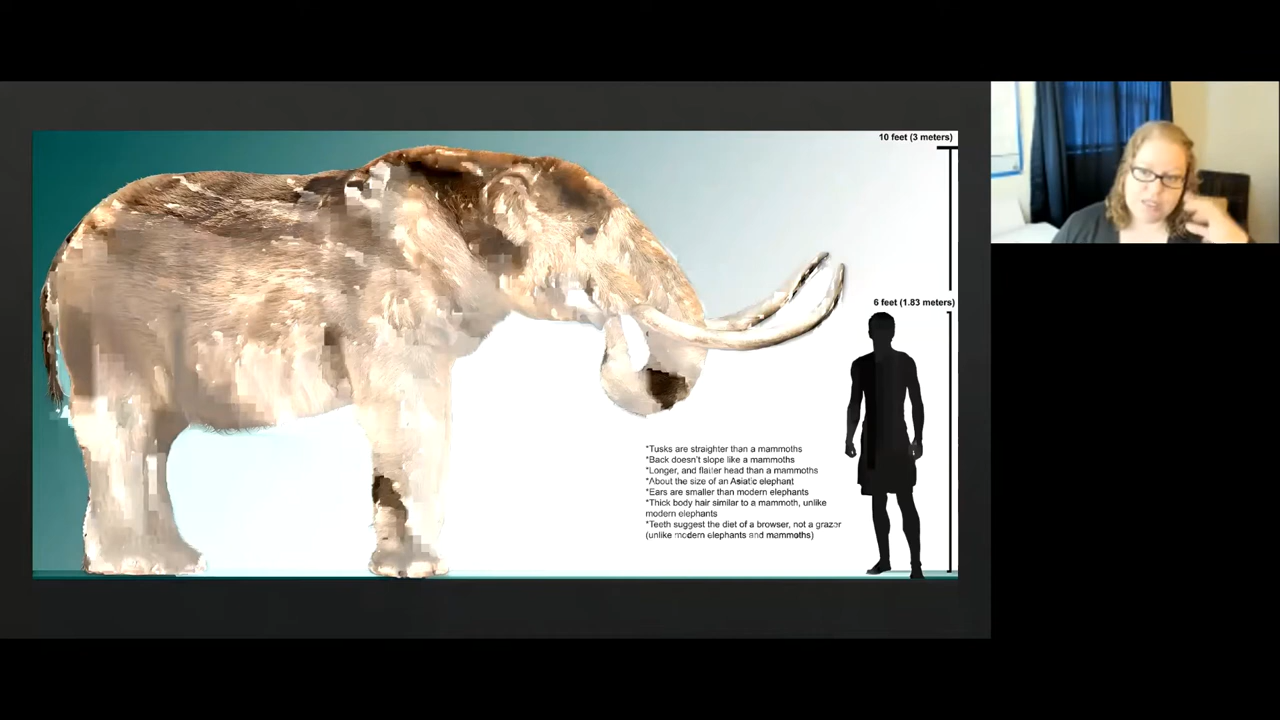 10 feet (3 meters)
6 feet (1.83 meters)
*Tusks are straighter than a mammoths
*Back doesn't slope like a mammoths
*Longer, and flatter head than a mammoths
*About the size of an Asiatic elephant
*Ears are smaller than modern elephants
*Thick body hair similar to a mammoth, unlike
modern elephants
*Teeth suggest the diet of a browser, not a grazer
(unlike modern elephants and mammoths)